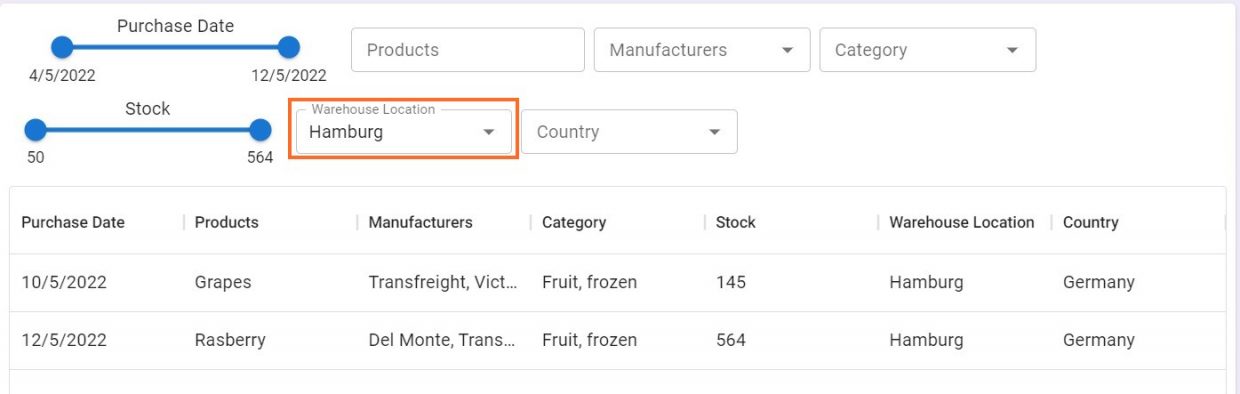 Purchase Date
4/5/2022 12/5/2022
Products
Manufacturers
Category
Stock
50 564
Warehouse Location
Hamburg
Country
Purchase Date Products Manufacturers Category Stock Warehouse Location Country
10/5/2022 Grapes Transfreight, Vict... Fruit, frozen 145 Hamburg Germany
12/5/2022 Rasberry Del Monte, Trans... Fruit, frozen 564 Hamburg Germany